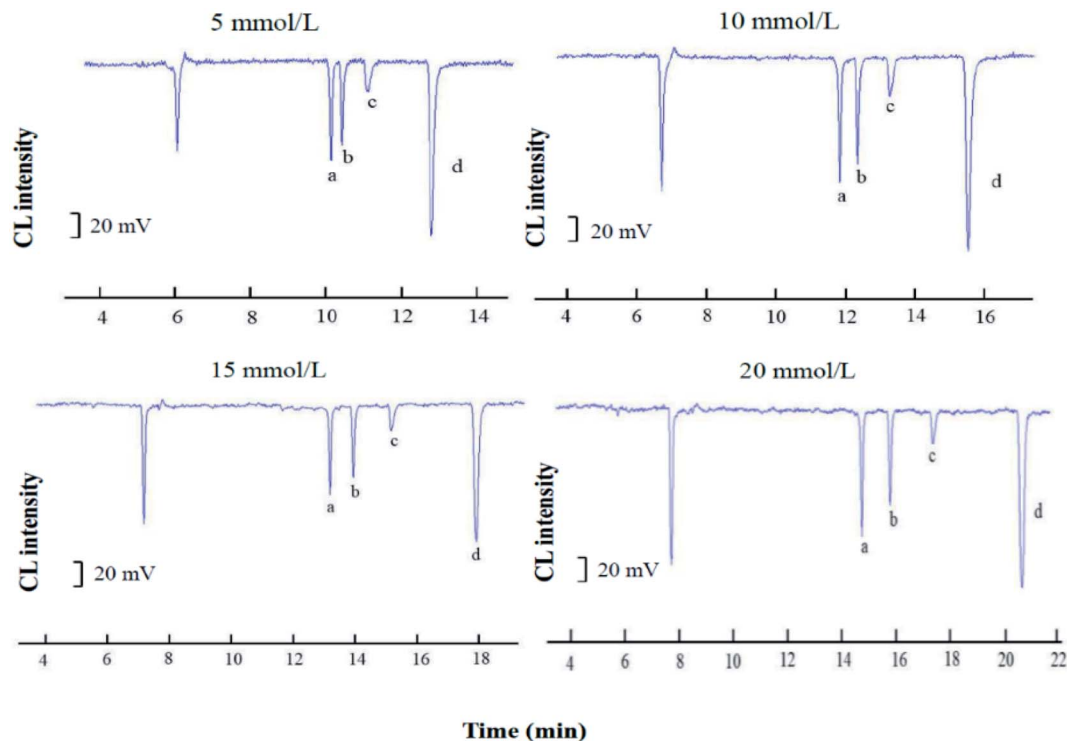 5 mmol/L
CL intensity
a
b
c
d
20 mV
4 6 8 10 12 14
10 mmol/L
CL intensity
a
b
c
d
20 mV
4 6 8 10 12 14 16
15 mmol/L
CL intensity
a
b
c
d
20 mV
4 6 8 10 12 14 16 18
20 mmol/L
CL intensity
a
b
c
d
20 mV
4 6 8 10 12 14 16 18 20 22
Time (min)